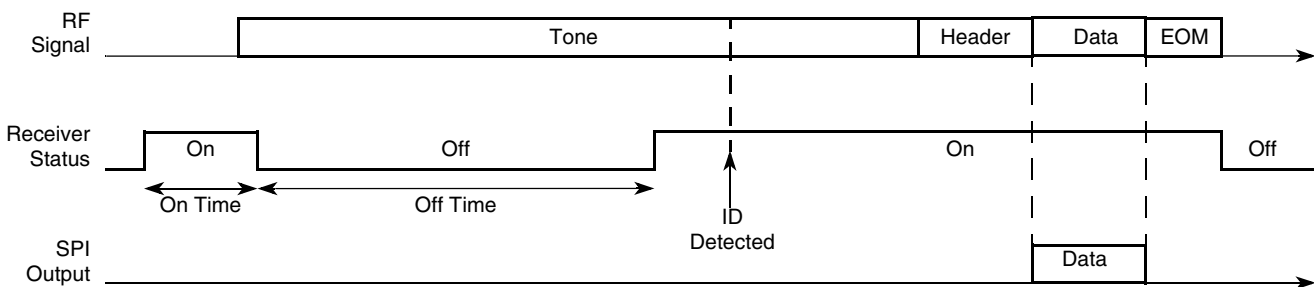 RF
Signal
Tone
Header
Data
EOM
Receiver
Status
On
Off
On
Off
On Time
Off Time
ID
Detected
SPI
Output
Data